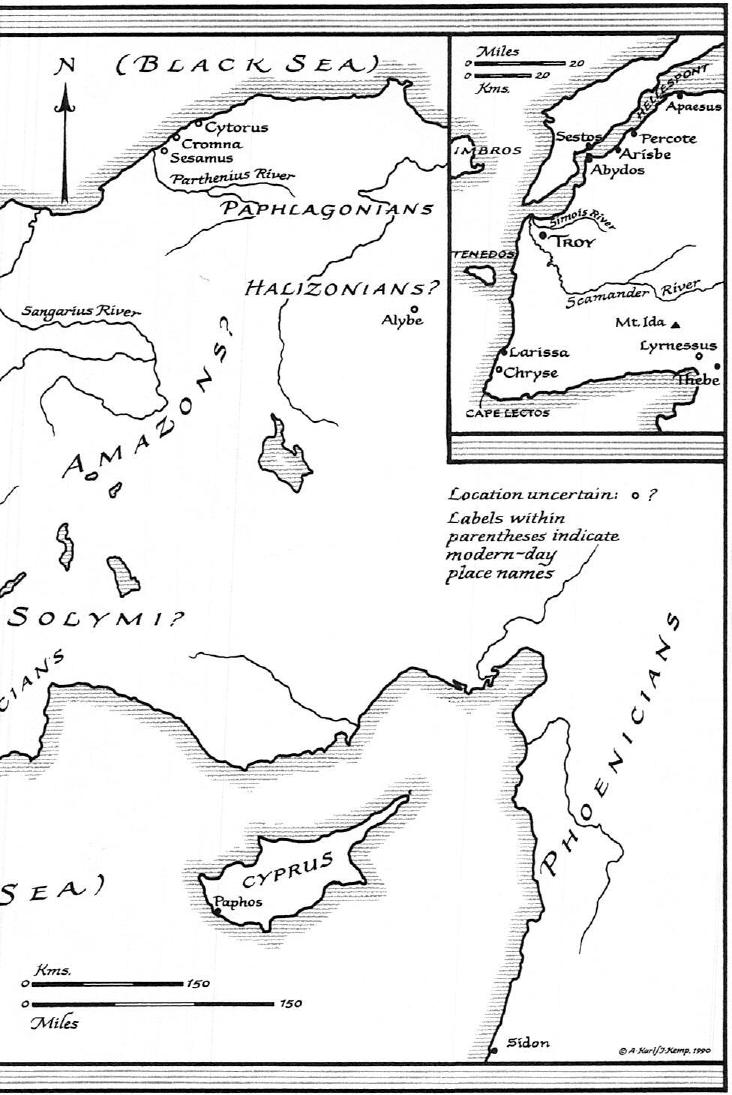 N (BLACK SEA)
Cytorus
Cromna
Sesamus
Parthenius River
PAPHLAGONIANS
HALIZONIANS?
Alybe
Sangarius River
AMAZONS?
SOLYMI?
CIANS
CYPRUS
Paphos
SEA)
Kms.
0 150
0 150
Miles
Miles
0 20
0 20
Kms.
HELLESPONT
Apaesus
Sestos
Percote
Arisbe
Abydos
IMBROS
Simois River
TROY
TENEDOS
Scamander River
Mt. Ida
Lyrnessus
Larissa
Thebe
Chryse
CAPE LECTOS
Location uncertain: o ?
Labels within
parentheses indicate
modern-day
place names
PHOENICIANS
Sidon
© A. Karl/J. Kemp, 1990